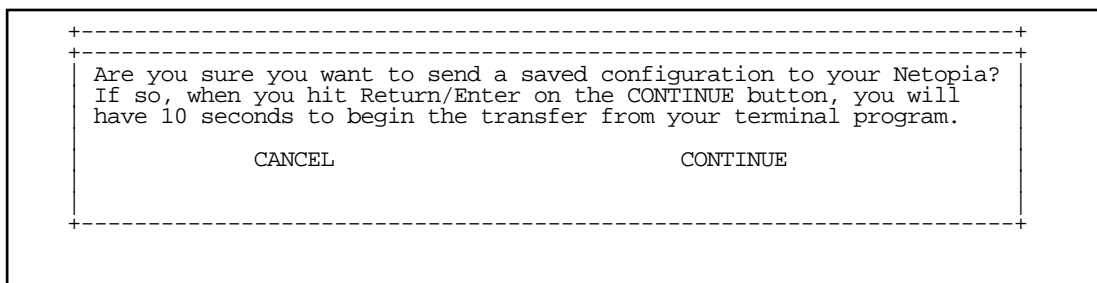 Are you sure you want to send a saved configuration to your Netopia?
If so, when you hit Return/Enter on the CONTINUE button, you will
have 10 seconds to begin the transfer from your terminal program.
CANCEL CONTINUE